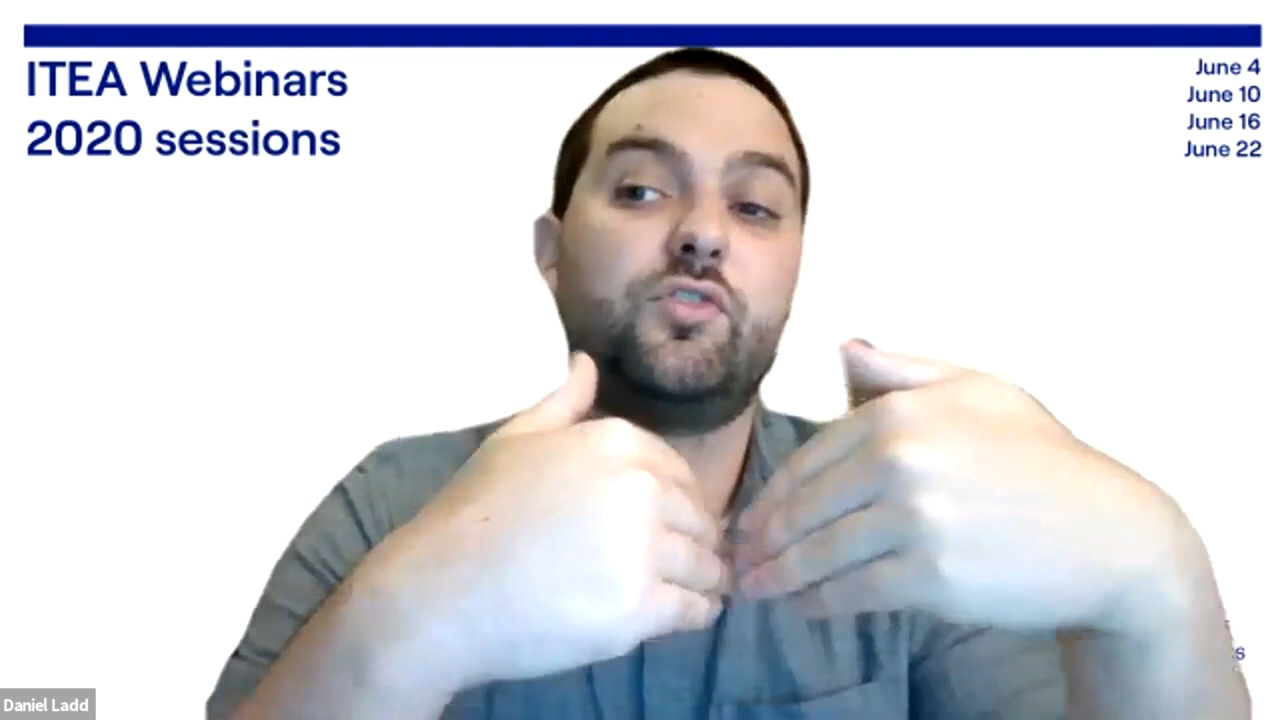 ITEA Webinars
2020 sessions
June 4
June 10
June 16
June 22
Daniel Ladd